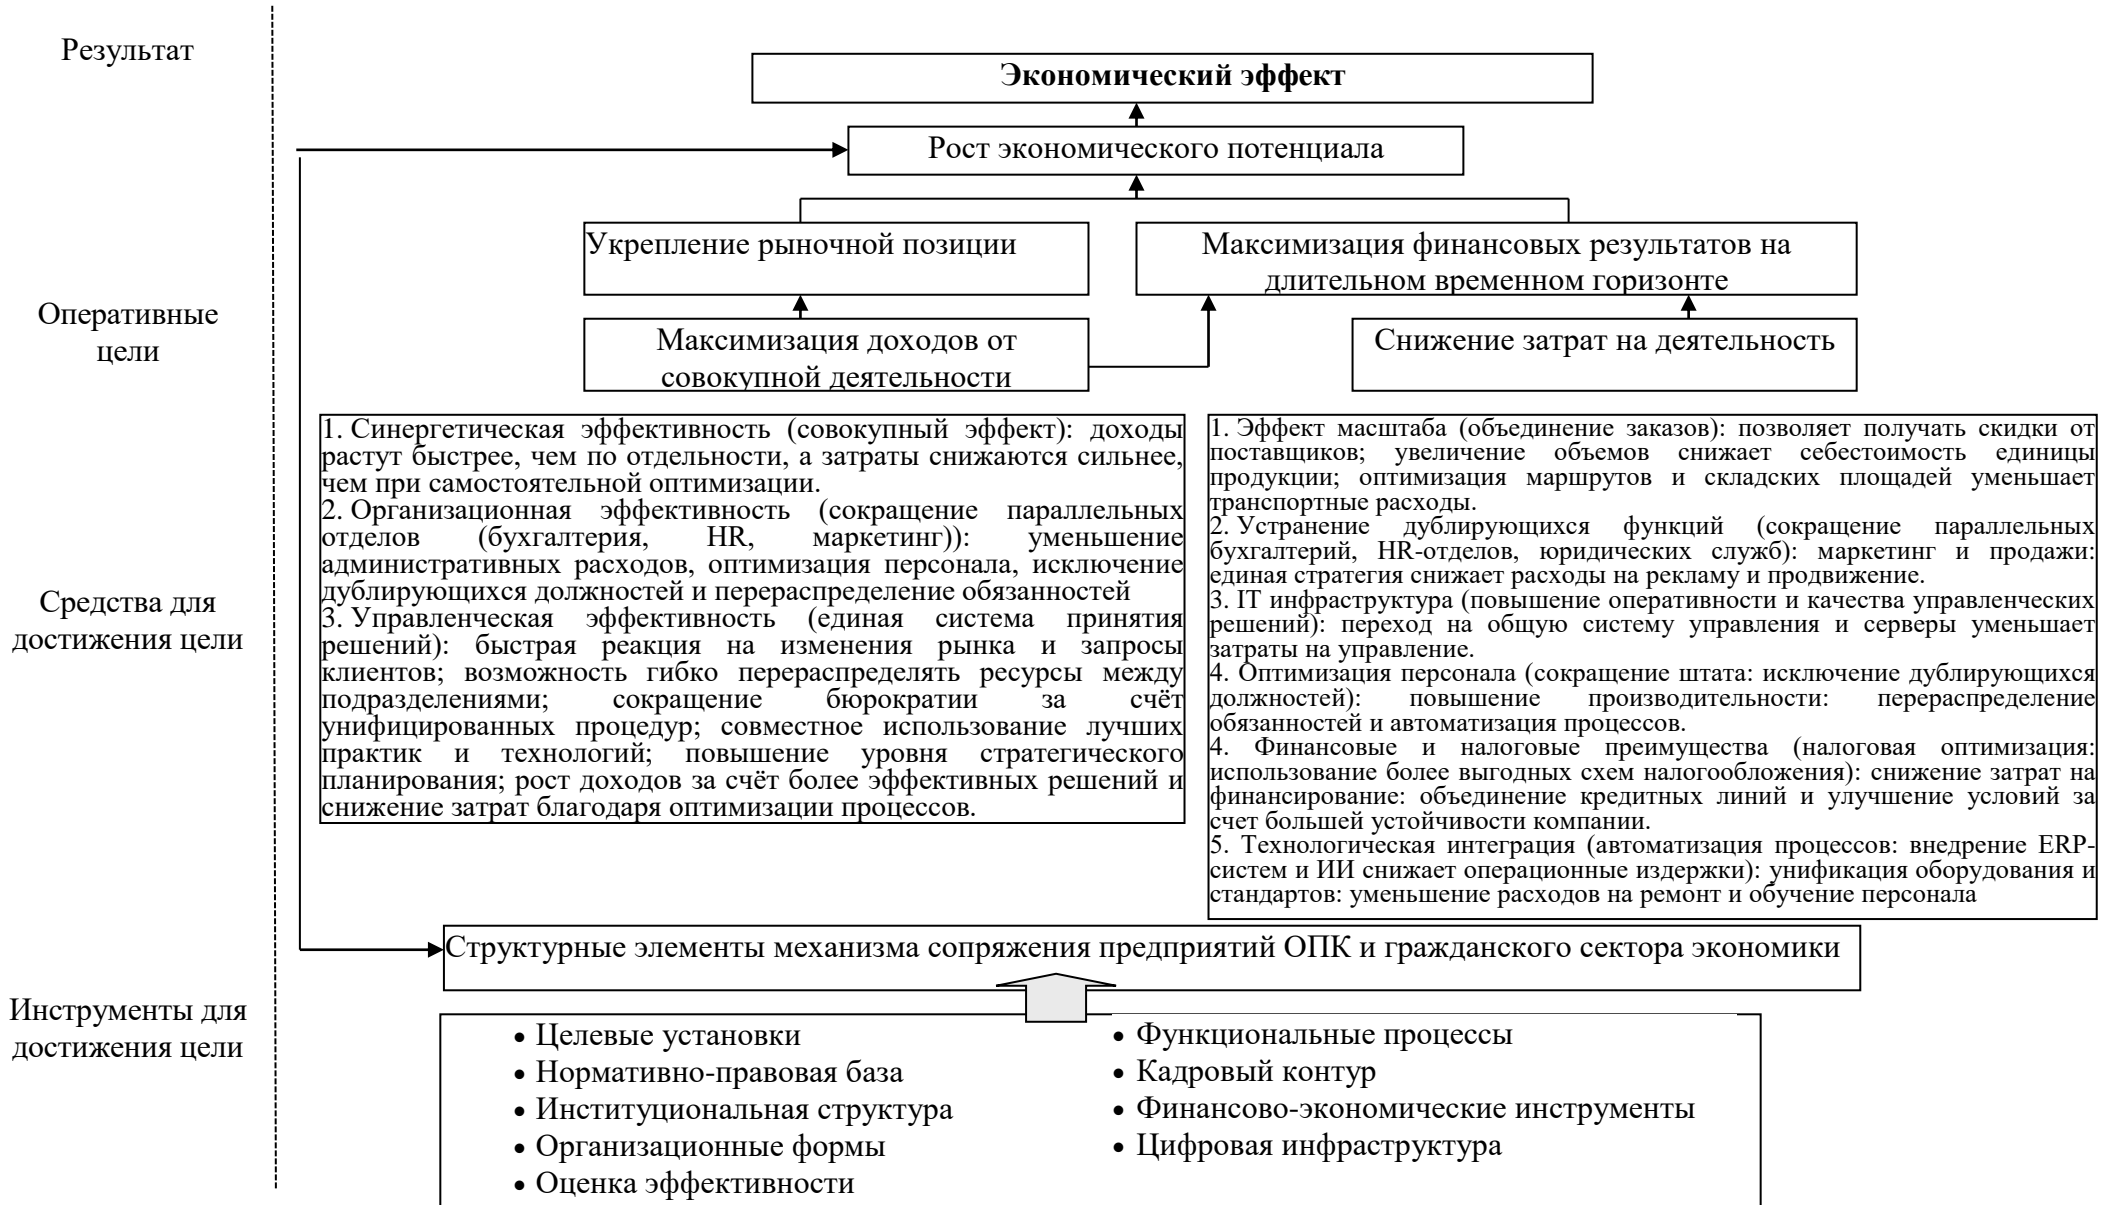 Результат
Экономический эффект
Рост экономического потенциала
Укрепление рыночной позиции
Максимизация финансовых результатов на
длительном временном горизонте
Оперативные
цели
Максимизация доходов от
совокупной деятельности
Снижение затрат на деятельность
Средства для
достижения цели
1. Синергетическая эффективность (совокупный эффект): доходы
растут быстрее, чем по отдельности, а затраты снижаются сильнее,
чем при самостоятельной оптимизации.
2. Организационная эффективность (сокращение параллельных
отделов (бухгалтерия, HR, маркетинг)): уменьшение
административных расходов, оптимизация персонала, исключение
дублирующихся должностей и перераспределение обязанностей
3. Управленческая эффективность (единая система принятия
решений): быстрая реакция на изменения рынка и запросы
клиентов; возможность гибко перераспределять ресурсы между
подразделениями; сокращение бюрократии за счёт
унифицированных процедур; совместное использование лучших
практик и технологий; повышение уровня стратегического
планирования; рост доходов за счёт более эффективных решений и
снижение затрат благодаря оптимизации процессов.
1. Эффект масштаба (объединение заказов): позволяет получать скидки от
поставщиков; увеличение объемов снижает себестоимость единицы
продукции; оптимизация маршрутов и складских площадей уменьшает
транспортные расходы.
2. Устранение дублирующихся функций (сокращение параллельных
бухгалтерий, HR-отделов, юридических служб): маркетинг и продажи:
единая стратегия снижает расходы на рекламу и продвижение.
3. IT инфраструктура (повышение оперативности и качества управленческих
решений): переход на общую систему управления и серверы уменьшает
затраты на управление.
4. Оптимизация персонала (сокращение штата: исключение дублирующихся
должностей): повышение производительности: перераспределение
обязанностей и автоматизация процессов.
4. Финансовые и налоговые преимущества (налоговая оптимизация:
использование более выгодных схем налогообложения): снижение затрат на
финансирование: объединение кредитных линий и улучшение условий за
счет большей устойчивости компании.
5. Технологическая интеграция (автоматизация процессов: внедрение ERP-
систем и ИИ снижает операционные издержки): унификация оборудования и
стандартов: уменьшение расходов на ремонт и обучение персонала
Структурные элементы механизма сопряжения предприятий ОПК и гражданского сектора экономики
Инструменты для
достижения цели
• Целевые установки
• Нормативно-правовая база
• Институциональная структура
• Организационные формы
• Оценка эффективности
• Функциональные процессы
• Кадровый контур
• Финансово-экономические инструменты
• Цифровая инфраструктура